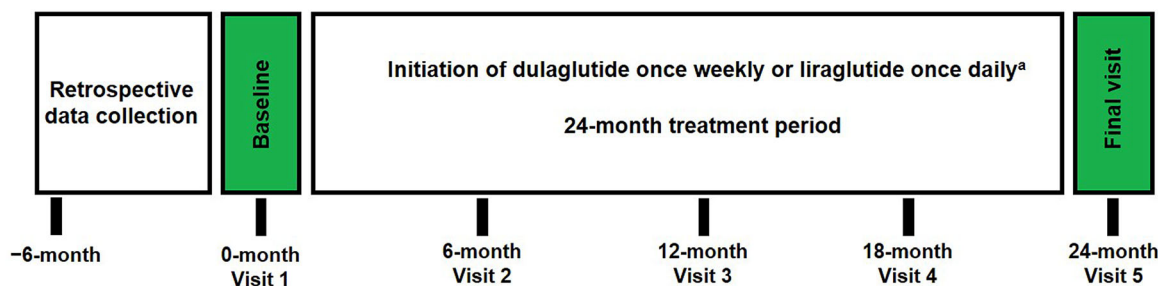 Retrospective
data collection
Baseline
Initiation of dulaglutide once weekly or liraglutide once dailyᵃ
24-month treatment period
Final visit
−6-month
0-month
Visit 1
6-month
Visit 2
12-month
Visit 3
18-month
Visit 4
24-month
Visit 5